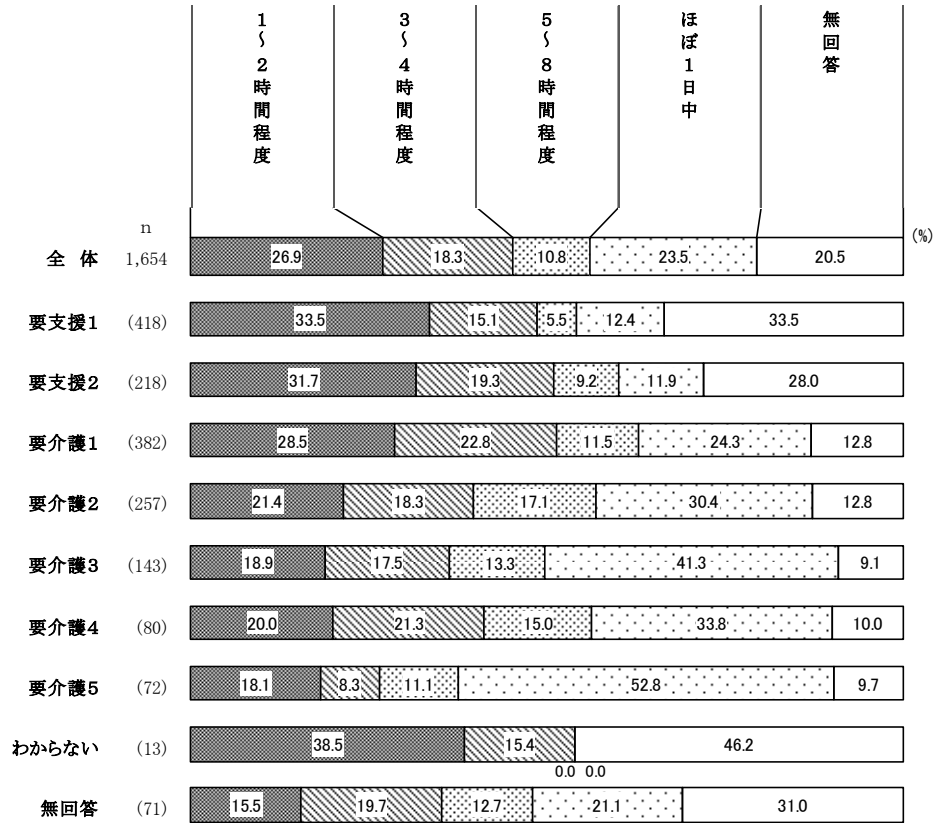 1～2時間程度
3～4時間程度
5～8時間程度
ほぼ1日中
無回答
n
(%)
全 体 1,654 26.9 18.3 10.8 23.5 20.5
要支援1 (418) 33.5 15.1 5.5 12.4 33.5
要支援2 (218) 31.7 19.3 9.2 11.9 28.0
要介護1 (382) 28.5 22.8 11.5 24.3 12.8
要介護2 (257) 21.4 18.3 17.1 30.4 12.8
要介護3 (143) 18.9 17.5 13.3 41.3 9.1
要介護4 (80) 20.0 21.3 15.0 33.8 10.0
要介護5 (72) 18.1 8.3 11.1 52.8 9.7
わからない (13) 38.5 15.4 46.2
0.0 0.0
無回答 (71) 15.5 19.7 12.7 21.1 31.0